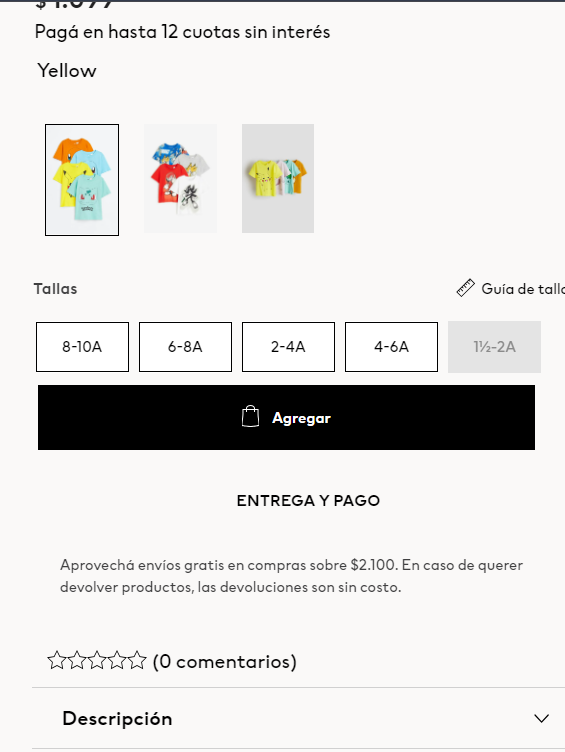 Pagá en hasta 12 cuotas sin interés
Yellow
Tallas
Guía de
8-10A
6-8A
2-4A
4-6A
1½-2A
Agregar
ENTREGA Y PAGO
Aprovechá envíos gratis en compras sobre $2.100. En caso de querer
devolver productos, las devoluciones son sin costo.
(0 comentarios)
Descripción